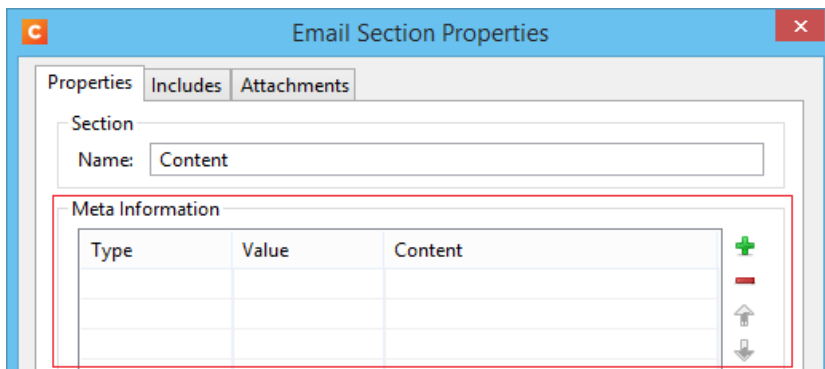 C Email Section Properties
Properties Includes Attachments
Section
Name: Content
Meta Information
Type Value Content